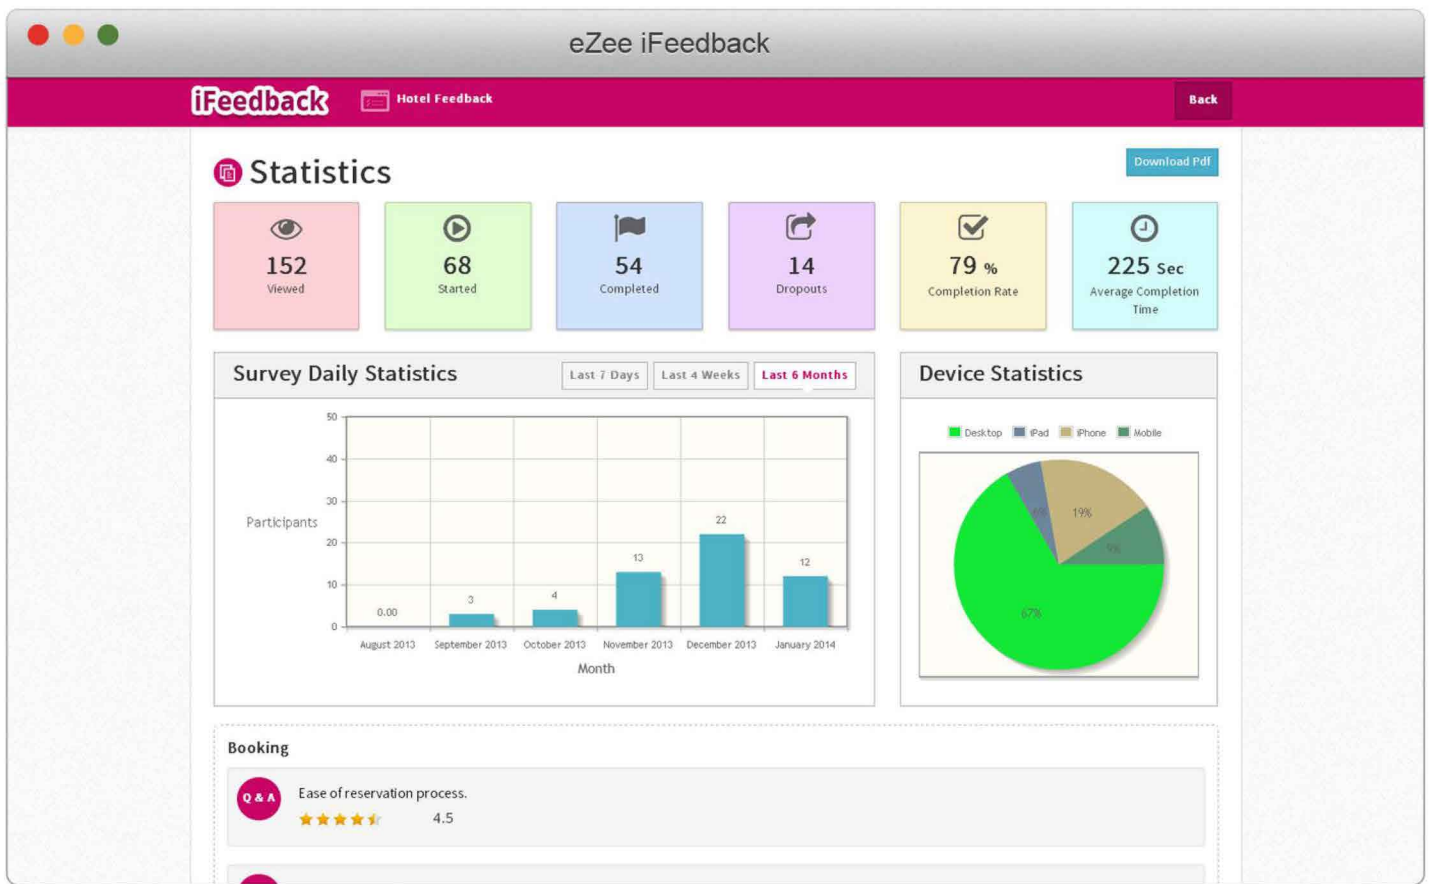 eZee iFeedback
iFeedback
Hotel Feedback
Back
Statistics
Download Pdf
152
Viewed
68
Started
54
Completed
14
Dropouts
79 %
Completion Rate
225 Sec
Average Completion
Time
Survey Daily Statistics
Last 7 Days
Last 4 Weeks
Last 6 Months
50
40
30
20
10
0
Participants
0.00
3
4
13
22
12
August 2013
September 2013
October 2013
November 2013
December 2013
January 2014
Month
Device Statistics
Desktop
iPad
iPhone
Mobile
6%
19%
9%
67%
Booking
Q & A
Ease of reservation process.
4.5